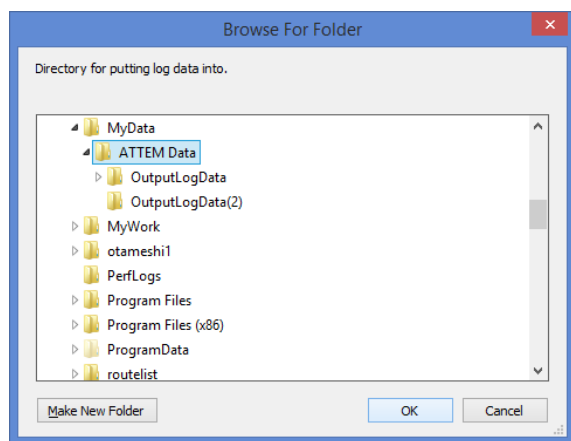 Browse For Folder
Directory for putting log data into.
MyData
ATTEM Data
OutputLogData
OutputLogData(2)
MyWork
otameshi1
PerfLogs
Program Files
Program Files (x86)
ProgramData
routelist
Make New Folder
OK
Cancel